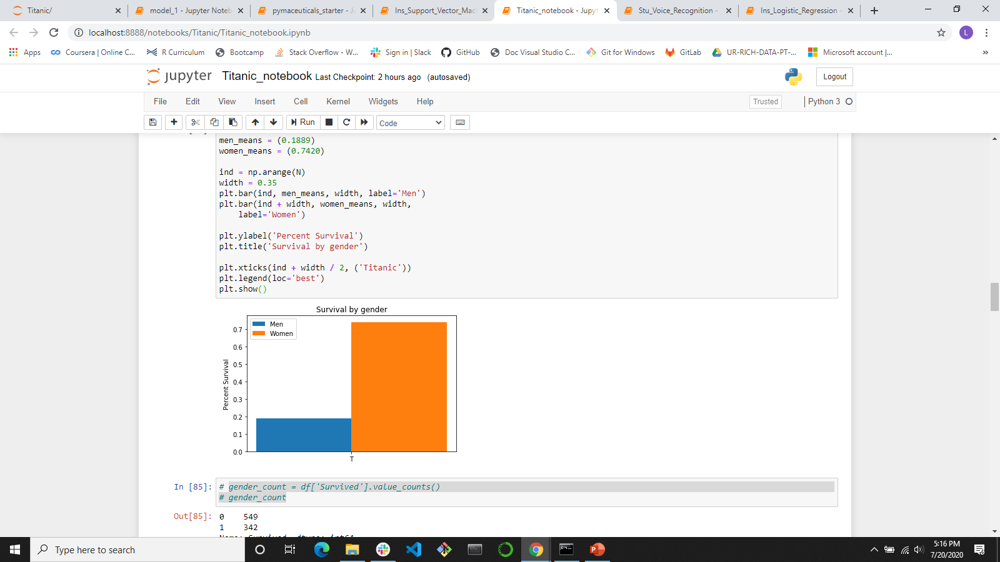 Titanic/
model_1 - Jupyter Noteb
pymaceuticals_starter - Ju
Ins_Support_Vector_Mac
Titanic_notebook - Jupyt
Stu_Voice_Recognition -
Ins_Logistic_Regression -
localhost:8888/notebooks/Titanic/Titanic_notebook.ipynb
L
Apps
Coursera | Online C...
R Curriculum
Bootcamp
Stack Overflow - W...
Sign in | Slack
GitHub
Doc Visual Studio C...
Git for Windows
GitLab
UR-RICH-DATA-PT-...
Microsoft account |...
»
jupyter Titanic_notebook Last Checkpoint: 2 hours ago (autosaved)
Logout
File Edit View Insert Cell Kernel Widgets Help
Trusted
Python 3
Run
Code
men_means = (0.1889)
women_means = (0.7420)
ind = np.arange(N)
width = 0.35
plt.bar(ind, men_means, width, label='Men')
plt.bar(ind + width, women_means, width,
label='Women')
plt.ylabel('Percent Survival')
plt.title('Survival by gender')
plt.xticks(ind + width / 2, ('Titanic'))
plt.legend(loc='best')
plt.show()
Survival by gender
Men
Women
0.7
0.6
0.5
0.4
0.3
0.2
0.1
0.0
Percent Survival
T
In [85]: # gender_count = df['Survived'].value_counts()
# gender_count
Out[85]: 0 549
1 342
Name: Survived, dtype: int64
Type here to search
5:16 PM
7/20/2020